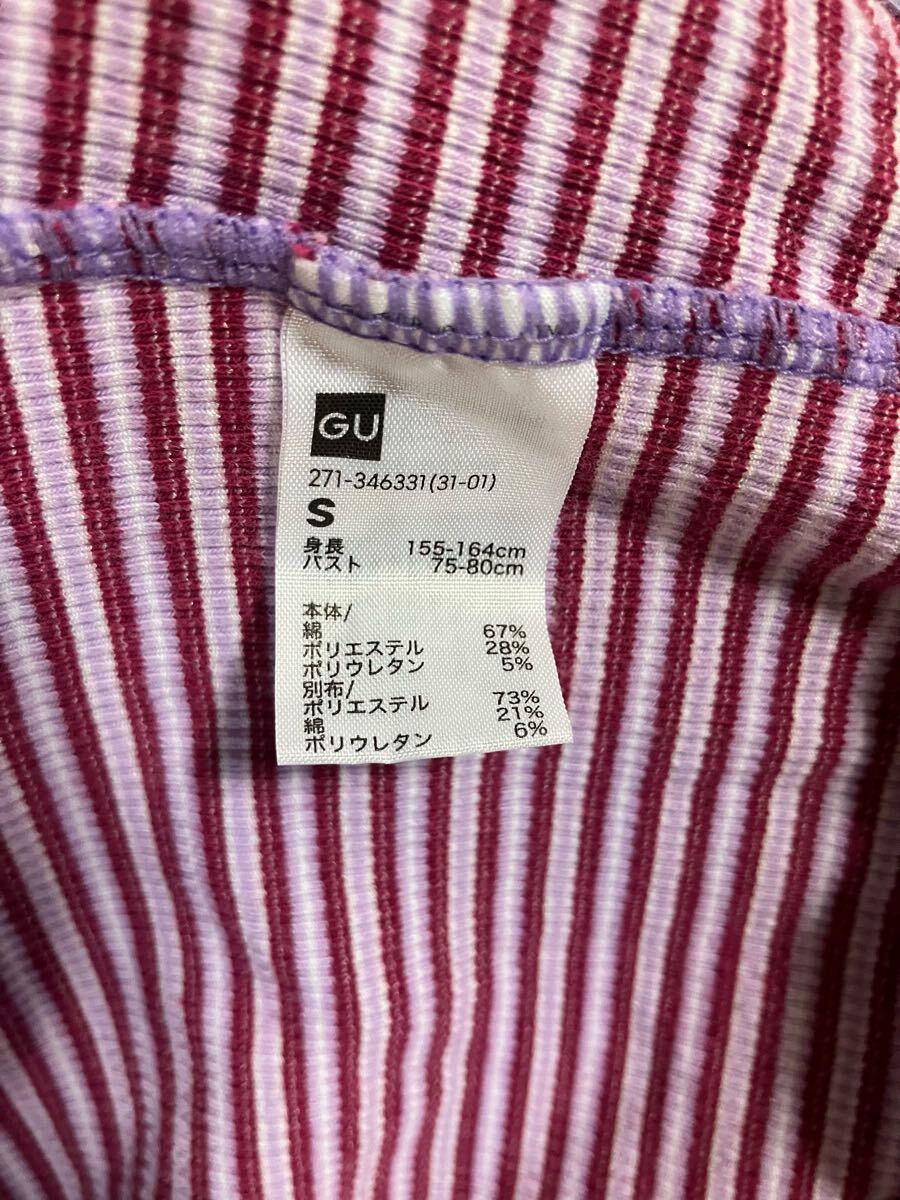 GU
271-346331(31-01)
S
身長 155-164cm
バスト 75-80cm
本体/
綿 67%
ポリエステル 28%
ポリウレタン 5%
別布/
ポリエステル 73%
綿 21%
ポリウレタン 6%